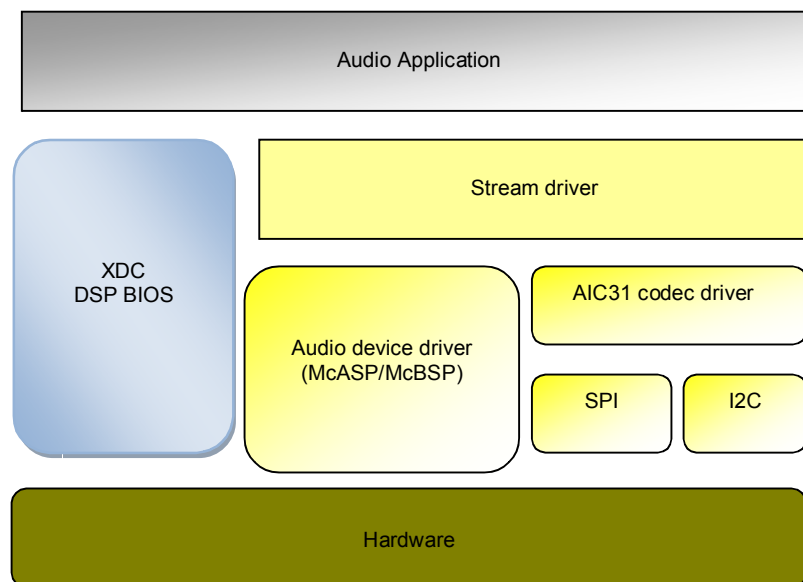 Audio Application
Stream driver
XDC
DSP BIOS
AIC31 codec driver
Audio device driver
(McASP/McBSP)
SPI
I2C
Hardware